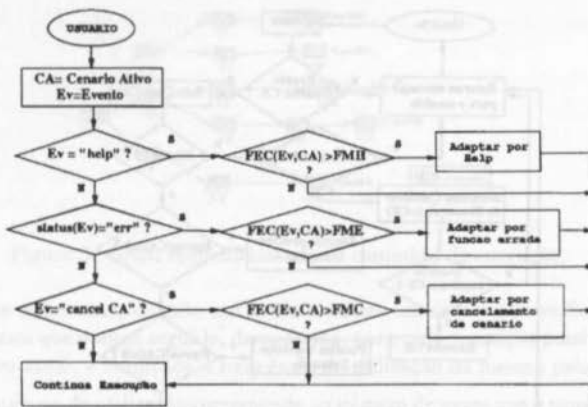 USUARIO
CA= Cenario Ativo
Ev=Evento
Ev = "help" ?
S
FEC(Ev,CA) >FMH
?
S
Adaptar por
Help
N
N
status(Ev)="err" ?
S
FEC(Ev,CA)>FME
?
S
Adaptar por
funcao errada
N
N
Ev="cancel CA" ?
S
FEC(Ev,CA)>FMC
?
S
Adaptar por
cancelamento
de cenario
N
N
Continua Execução